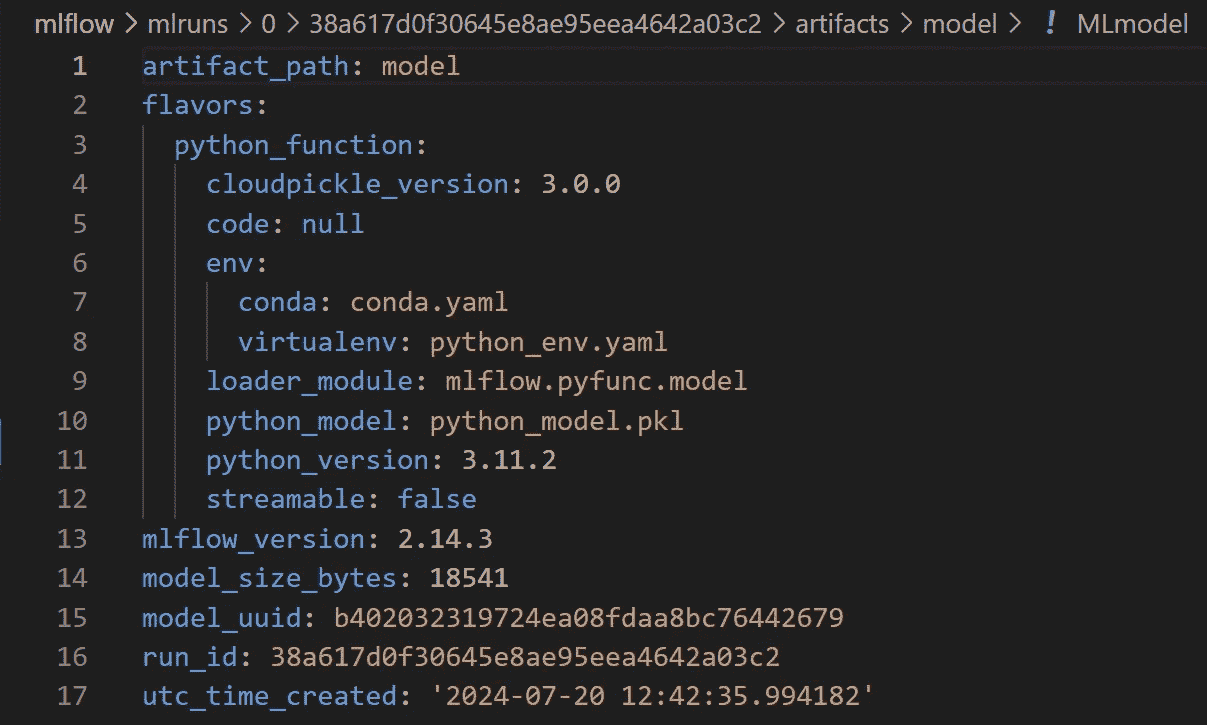 mlflow > mlruns > 0 > 38a617d0f30645e8ae95eea4642a03c2 > artifacts > model > ! MLmodel
1 artifact_path: model
2 flavors:
3   python_function:
4     cloudpickle_version: 3.0.0
5     code: null
6     env:
7       conda: conda.yaml
8       virtualenv: python_env.yaml
9     loader_module: mlflow.pyfunc.model
10     python_model: python_model.pkl
11     python_version: 3.11.2
12     streamable: false
13 mlflow_version: 2.14.3
14 model_size_bytes: 18541
15 model_uuid: b402032319724ea08fdaa8bc76442679
16 run_id: 38a617d0f30645e8ae95eea4642a03c2
17 utc_time_created: '2024-07-20 12:42:35.994182'